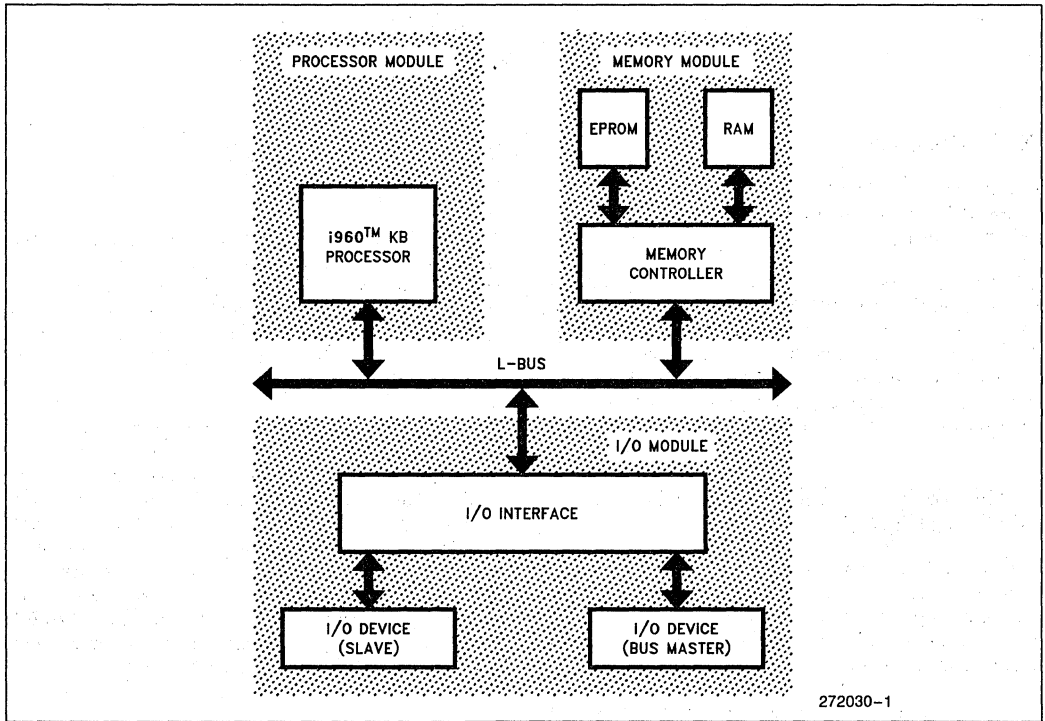 PROCESSOR MODULE
MEMORY MODULE
EPROM
RAM
i960™ KB
PROCESSOR
MEMORY
CONTROLLER
L-BUS
I/O MODULE
I/O INTERFACE
I/O DEVICE
(SLAVE)
I/O DEVICE
(BUS MASTER)
272030-1